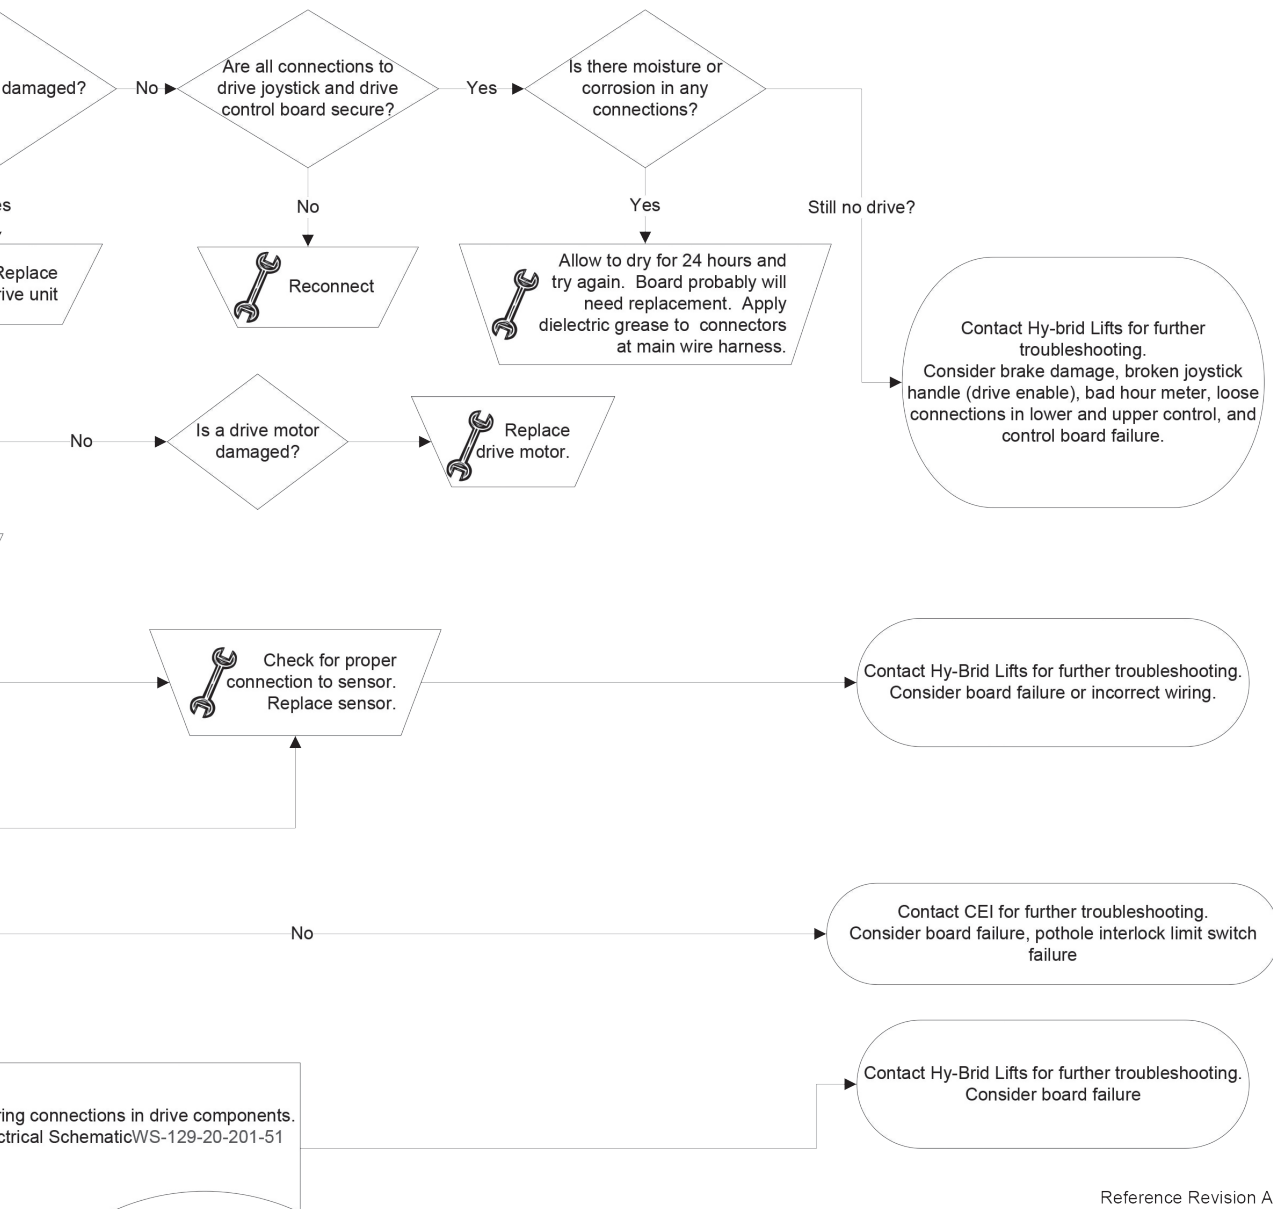 damaged?
No
Are all connections to
drive joystick and drive
control board secure?
Yes
Is there moisture or
corrosion in any
connections?
es
No
Yes
Still no drive?
Replace
rive unit
Reconnect
Allow to dry for 24 hours and
try again. Board probably will
need replacement. Apply
dielectric grease to connectors
at main wire harness.
Contact Hy-brid Lifts for further
troubleshooting.
Consider brake damage, broken joystick
handle (drive enable), bad hour meter, loose
connections in lower and upper control, and
control board failure.
No
Is a drive motor
damaged?
Replace
drive motor.
Check for proper
connection to sensor.
Replace sensor.
Contact Hy-Brid Lifts for further troubleshooting.
Consider board failure or incorrect wiring.
No
Contact CEI for further troubleshooting.
Consider board failure, pothole interlock limit switch
failure
Contact Hy-Brid Lifts for further troubleshooting.
Consider board failure
ring connections in drive components.
ctrical SchematicWS-129-20-201-51
Reference Revision A